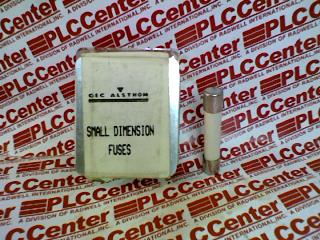 GEC ALSTHOM
SMALL DIMENSION
FUSES
PLCCenter
A DIVISION OF RADWELL INTERNATIONAL, INC.